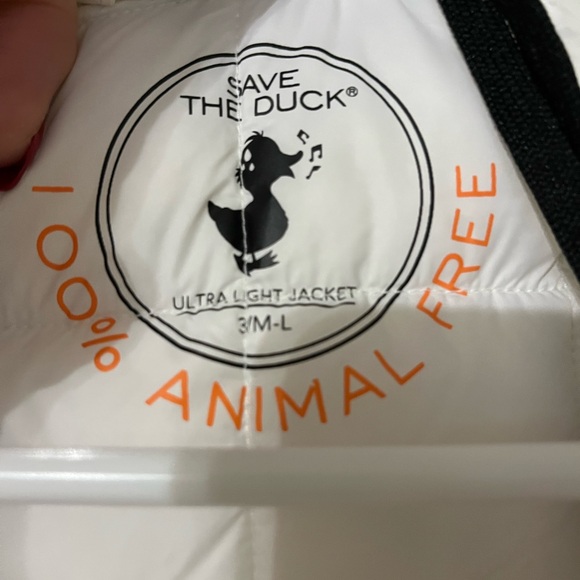 SAVE
THE DUCK®
ULTRA LIGHT JACKET
3/M-L
100% ANIMAL FREE